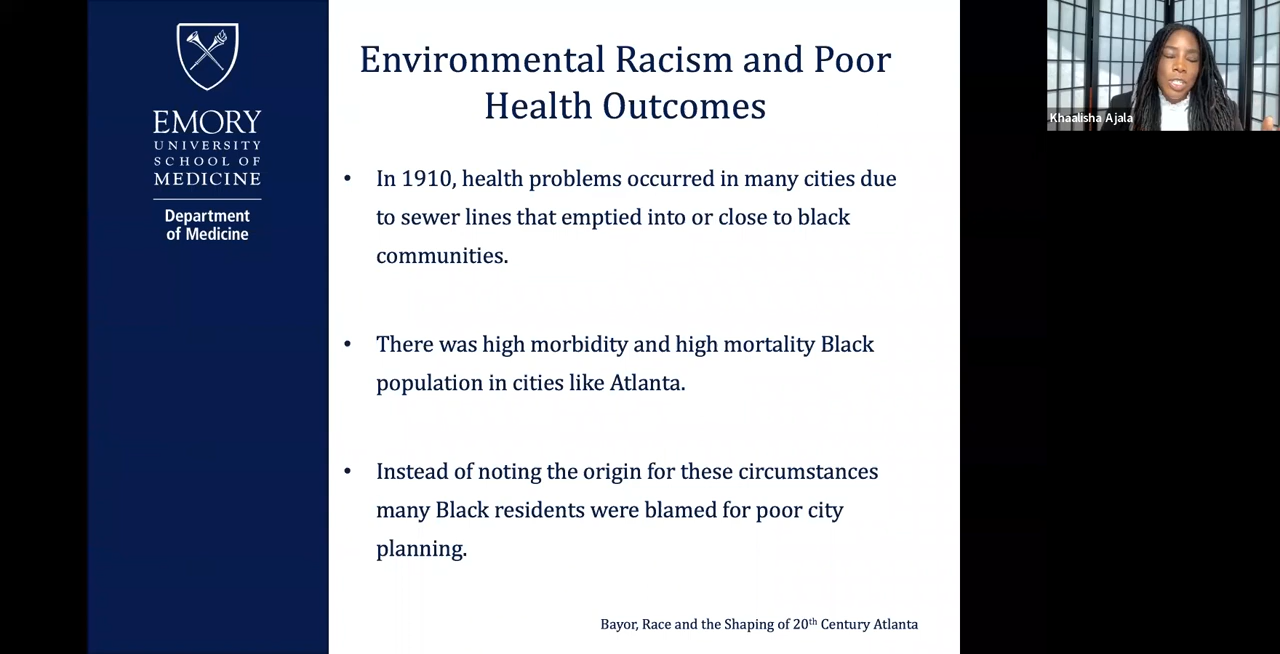 EMORY
UNIVERSITY
SCHOOL OF
MEDICINE
Department
of Medicine
Environmental Racism and Poor
Health Outcomes
• In 1910, health problems occurred in many cities due
to sewer lines that emptied into or close to black
communities.
• There was high morbidity and high mortality Black
population in cities like Atlanta.
• Instead of noting the origin for these circumstances
many Black residents were blamed for poor city
planning.
Bayor, Race and the Shaping of 20th Century Atlanta
Khaalisha Ajala